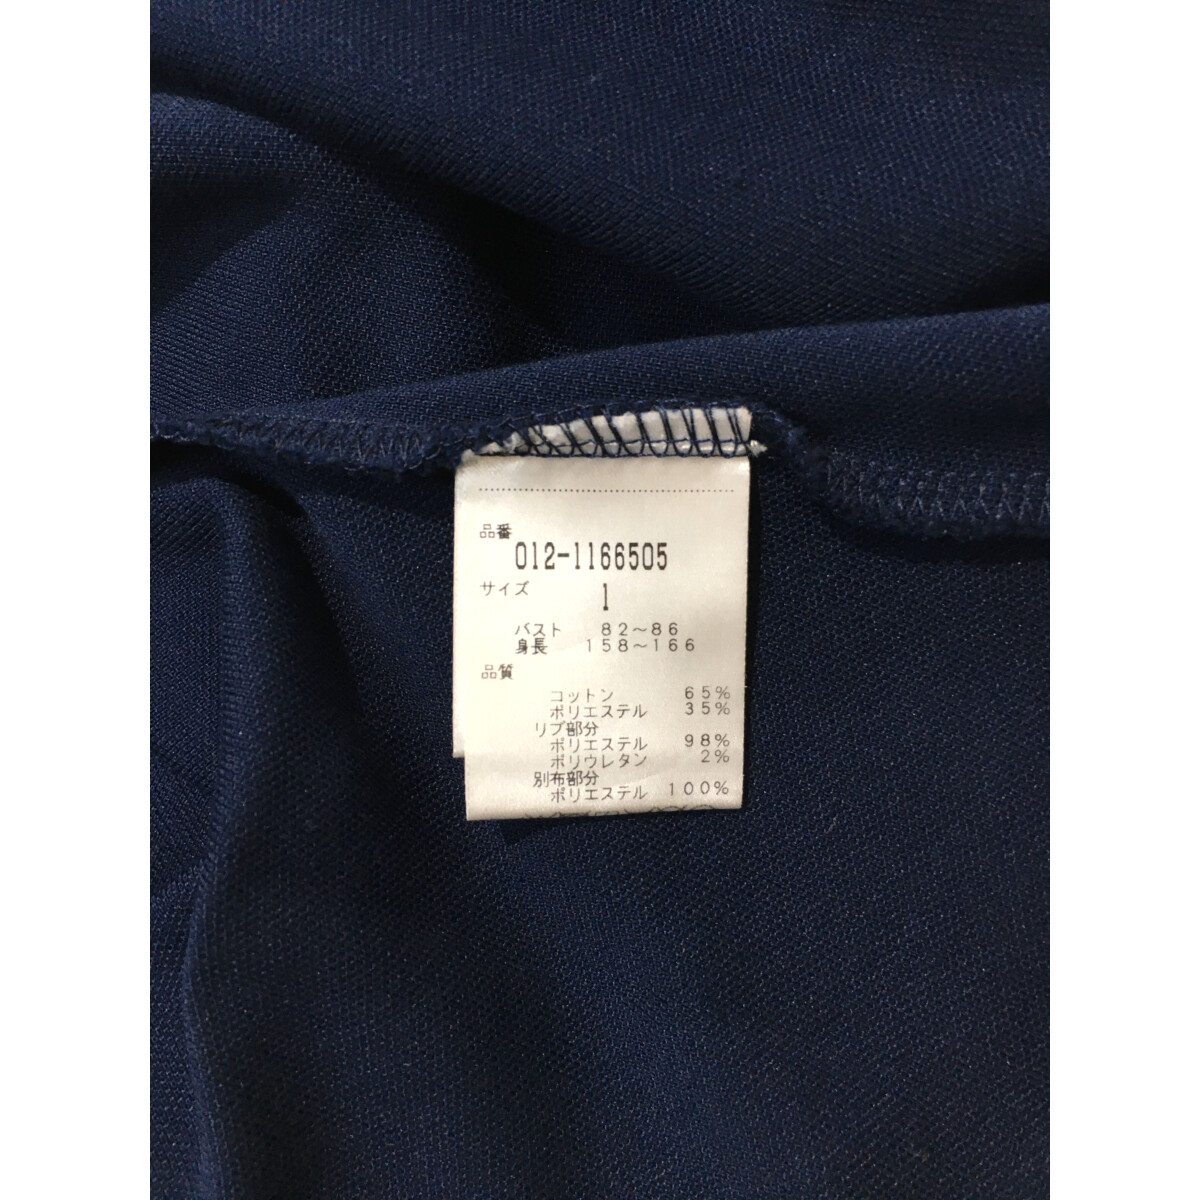 品番
012-1166505
サイズ
1
バスト 82~86
身長 158~166
品質
コットン 65%
ポリエステル 35%
リブ部分
ポリエステル 98%
ポリウレタン 2%
別布部分
ポリエステル 100%